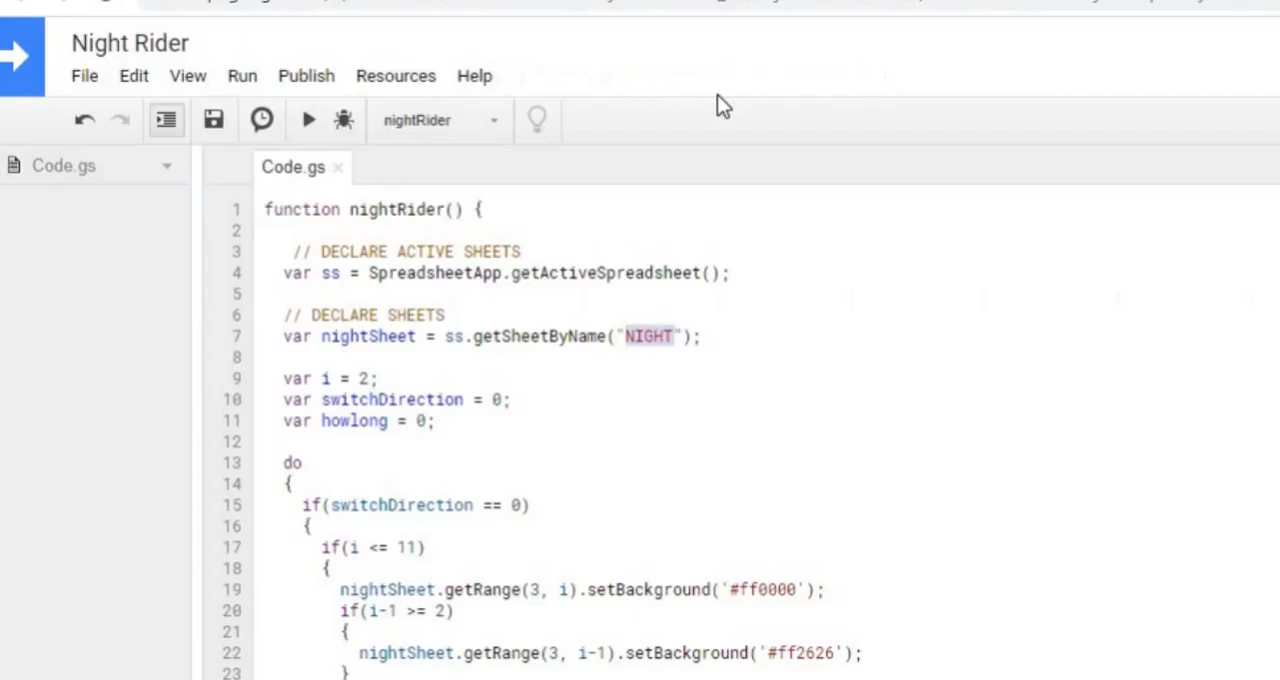 Night Rider
File Edit View Run Publish Resources Help
nightRider
Code.gs
Code.gs ×
1 function nightRider() {
2
3 // DECLARE ACTIVE SHEETS
4 var ss = SpreadsheetApp.getActiveSpreadsheet();
5
6 // DECLARE SHEETS
7 var nightSheet = ss.getSheetByName("NIGHT");
8
9 var i = 2;
10 var switchDirection = 0;
11 var howlong = 0;
12
13 do
14 {
15 if(switchDirection == 0)
16 {
17 if(i <= 11)
18 {
19 nightSheet.getRange(3, i).setBackground('#ff0000');
20 if(i-1 >= 2)
21 {
22 nightSheet.getRange(3, i-1).setBackground('#ff2626');
23 }